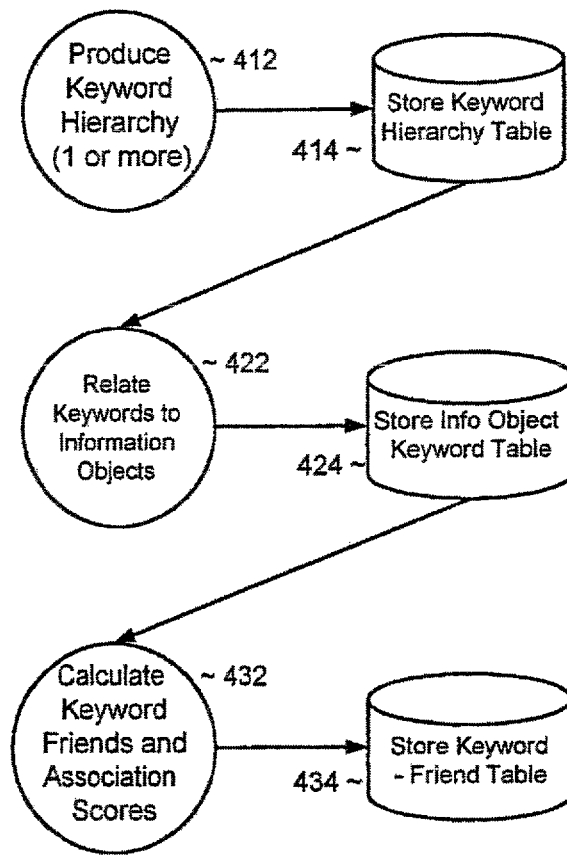 Produce
Keyword
Hierarchy
(1 or more)
~ 412
Store Keyword
Hierarchy Table
414 ~
Relate
Keywords to
Information
Objects
~ 422
Store Info Object
Keyword Table
424 ~
Calculate
Keyword
Friends and
Association
Scores
~ 432
Store Keyword
- Friend Table
434 ~